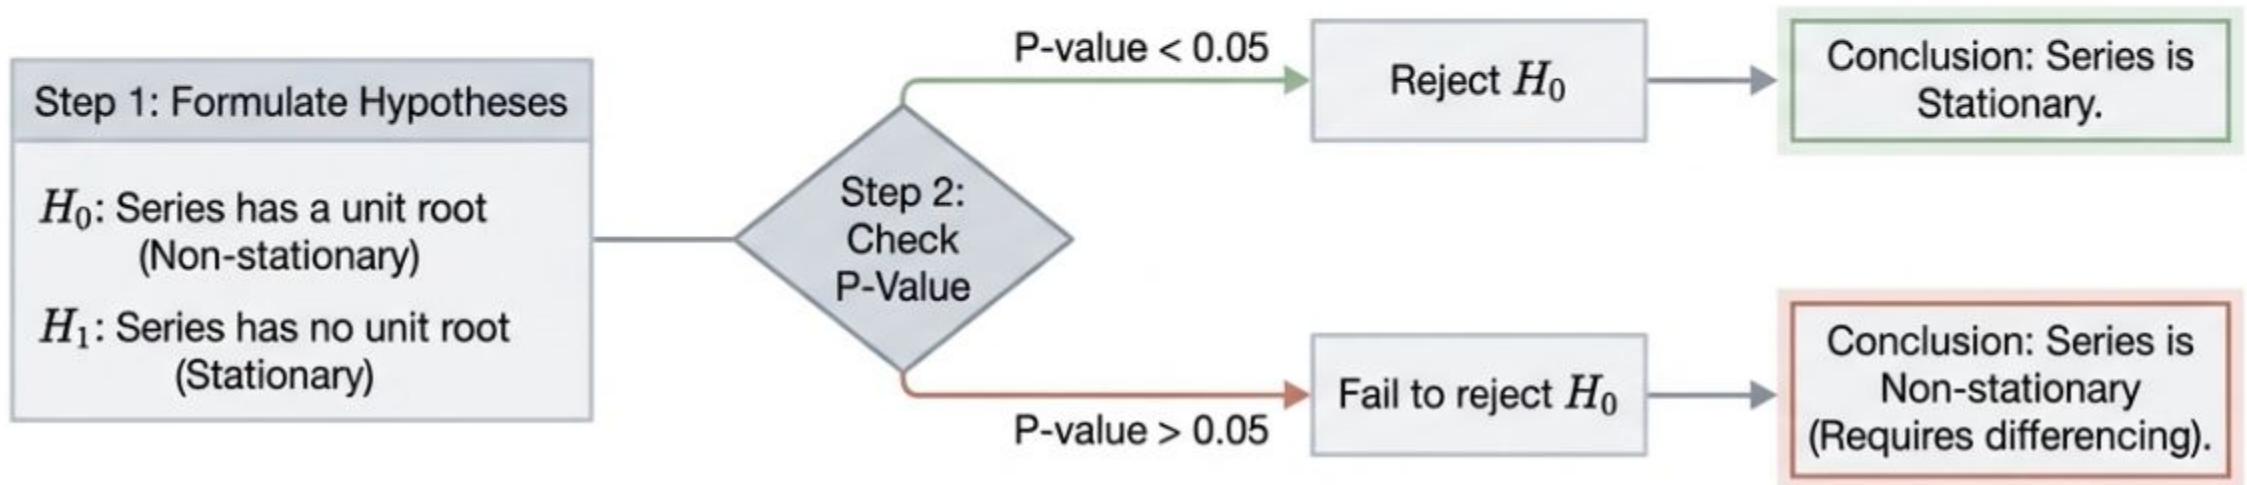 Step 1: Formulate Hypotheses
H₀: Series has a unit root
(Non-stationary)
H₁: Series has no unit root
(Stationary)
Step 2:
Check
P-Value
P-value < 0.05
Reject H₀
Conclusion: Series is
Stationary.
P-value > 0.05
Fail to reject H₀
Conclusion: Series is
Non-stationary
(Requires differencing).